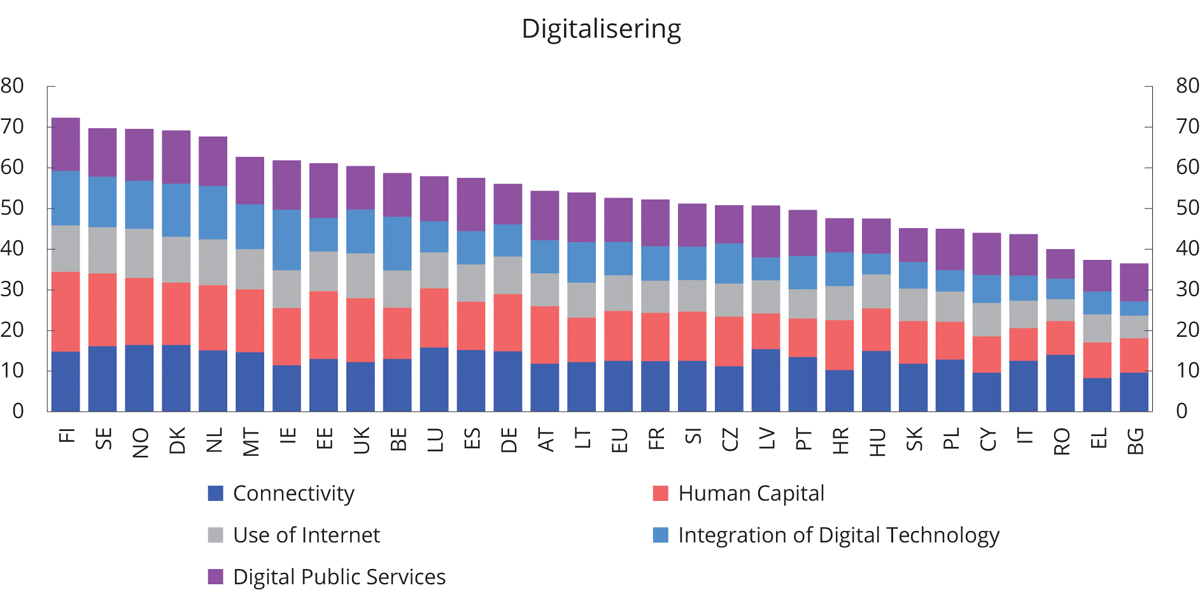 Digitalisering
80 80
70 70
60 60
50 50
40 40
30 30
20 20
10 10
0 0
FI SE NO DK NL MT IE EE UK BE LU ES DE AT LT EU FR SI CZ LV PT HR HU SK PL CY IT RO EL BG
Connectivity Human Capital
Use of Internet Integration of Digital Technology
Digital Public Services